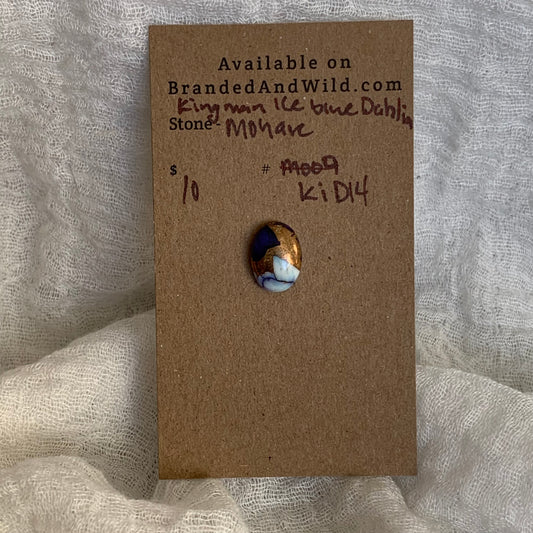 Available on
BrandedAndWild.com
Kingman Ice blue Dahlia
Stone- Mohave
$ 10 # M009
KiD14